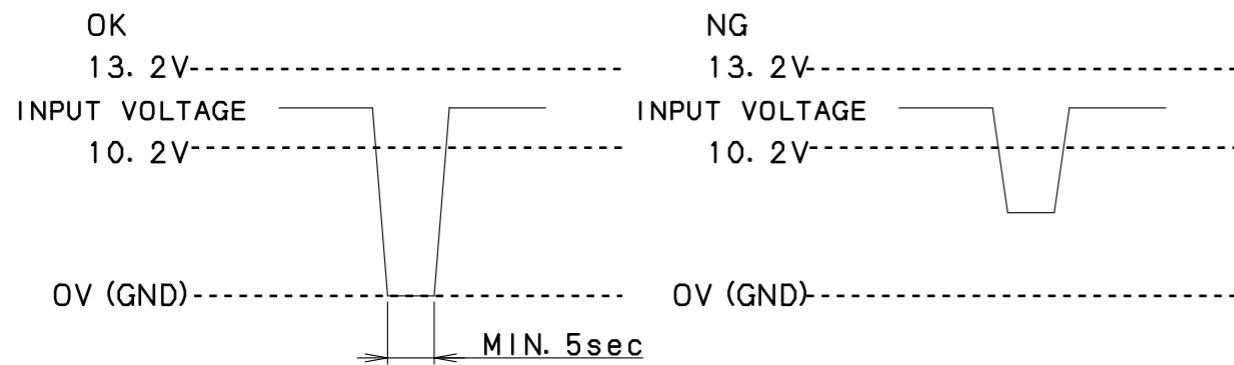 OK
13. 2V
INPUT VOLTAGE
10. 2V
0V (GND)
MIN. 5sec
NG
13. 2V
INPUT VOLTAGE
10. 2V
0V (GND)